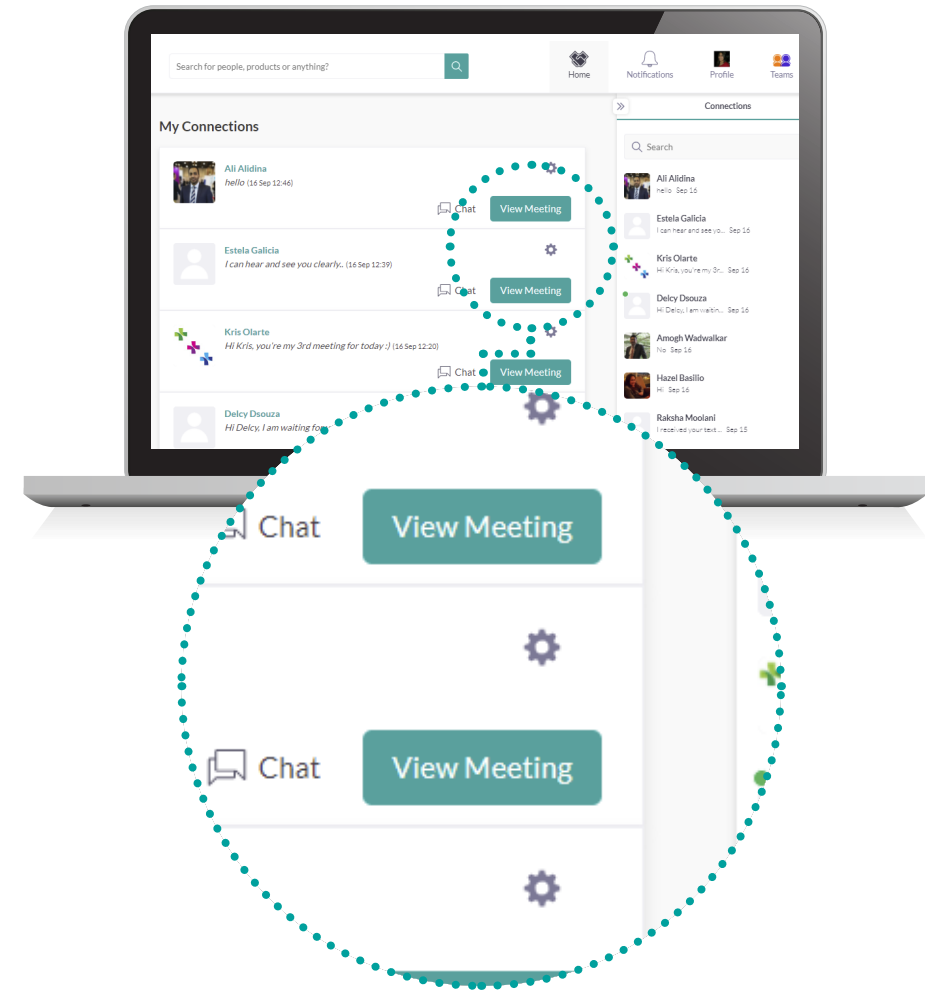 Search for people, products or anything?
Home
Notifications
Profile
Teams
My Connections
Ali Alidina
hello (16 Sep 12:46)
Chat
View Meeting
Estela Galicia
I can hear and see you clearly.. (16 Sep 12:39)
Chat
View Meeting
Kris Olarte
Hi Kris, you're my 3rd meeting for today :) (16 Sep 12:20)
Chat
View Meeting
Delcy Dsouza
Hi Delcy, I am waiting for
Connections
Search
Ali Alidina
hello Sep 16
Estela Galicia
I can hear and see yo... Sep 16
Kris Olarte
Hi Kris, you're my 3r... Sep 16
Delcy Dsouza
Hi Delcy, I am waitin... Sep 16
Amogh Wadwalkar
No Sep 16
Hazel Basilio
Hi Sep 16
Raksha Moolani
I received your text ... Sep 15
Chat
View Meeting
Chat
View Meeting